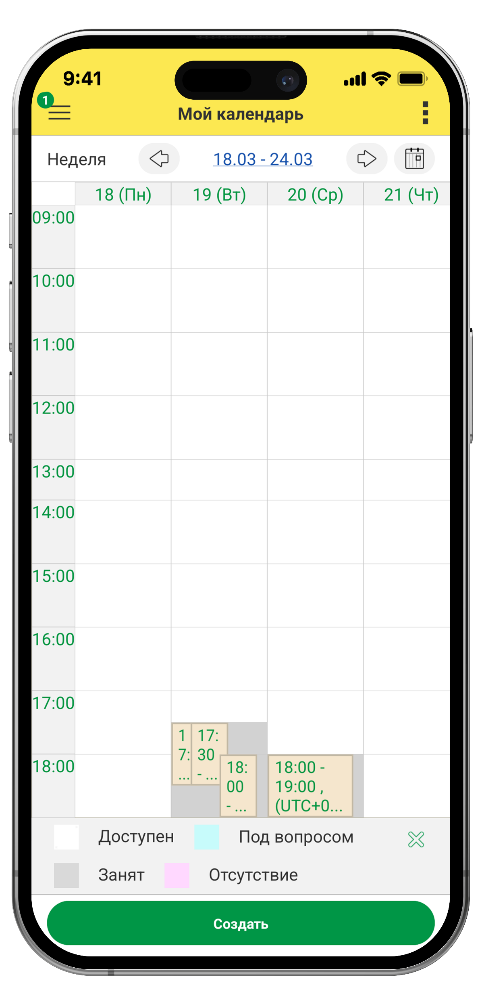 9:41
1
Мой календарь
Неделя
18.03 - 24.03
18 (Пн)
19 (Вт)
20 (Ср)
21 (Чт)
09:00
10:00
11:00
12:00
13:00
14:00
15:00
16:00
17:00
18:00
1
7:
...
17:
30
- ...
18:
00
- ...
18:00 -
19:00 ,
(UTC+0...
Доступен
Под вопросом
Занят
Отсутствие
Создать